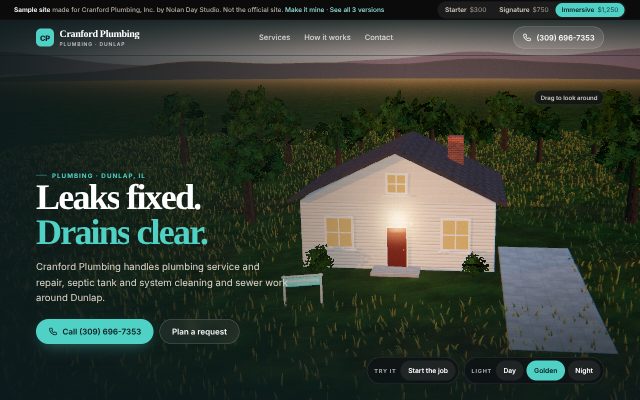 Sample site made for Cranford Plumbing, Inc. by Nolan Day Studio. Not the official site. Make it mine · See all 3 versions
Starter $300 Signature $750 Immersive $1,250
CP Cranford Plumbing
PLUMBING · DUNLAP
Services How it works Contact
(309) 696-7353
Drag to look around
PLUMBING · DUNLAP, IL
Leaks fixed.
Drains clear.
Cranford Plumbing handles plumbing service and
repair, septic tank and system cleaning and sewer work
around Dunlap.
Call (309) 696-7353 Plan a request
TRY IT Start the job LIGHT Day Golden Night